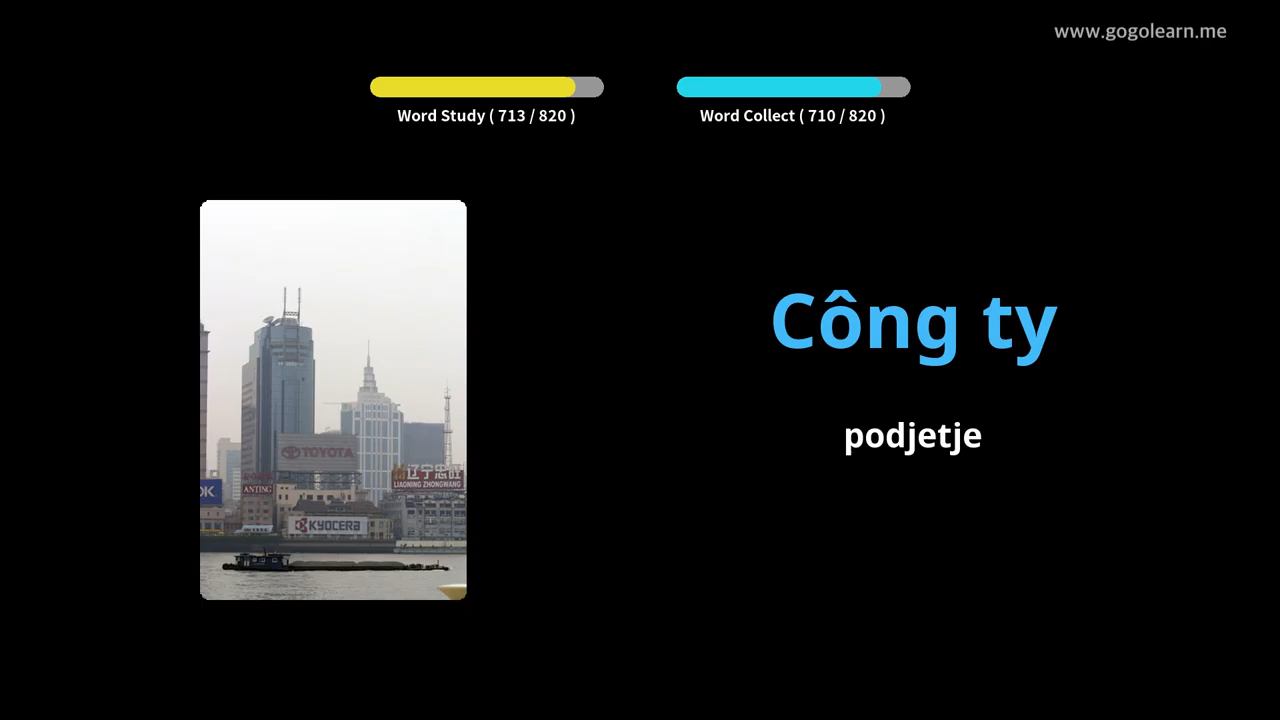 www.gogolearn.me
Word Study ( 713 / 820 )
Word Collect ( 710 / 820 )
Công ty
podjetje
TOYOTA
辽宁忠旺
LIAONING ZHONGWANG
OK
ANTING
KYOCERA